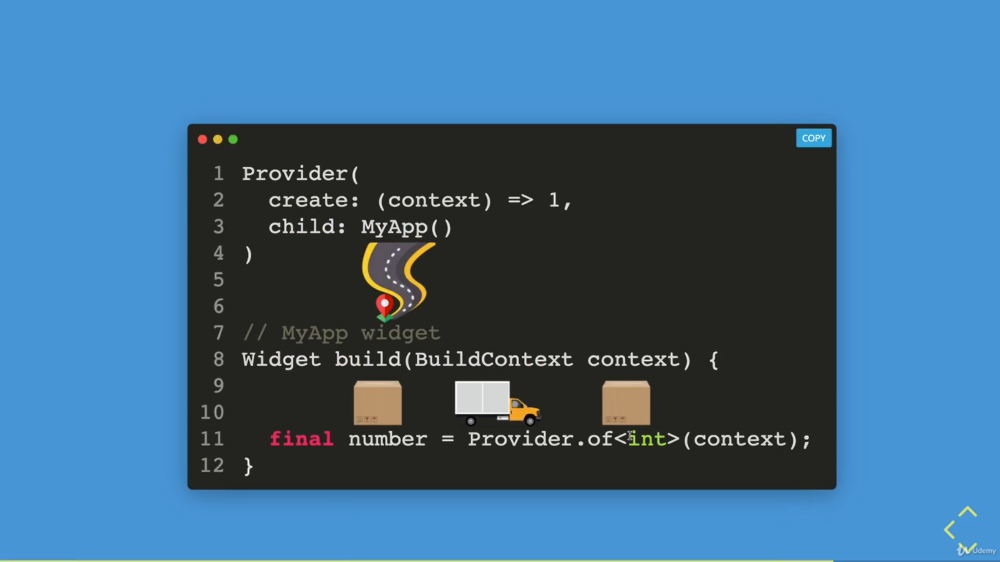 COPY
1 Provider(
2   create: (context) => 1,
3   child: MyApp()
4 )
5
6
7 // MyApp widget
8 Widget build(BuildContext context) {
9
10
11   final number = Provider.of<int>(context);
12 }
Udemy